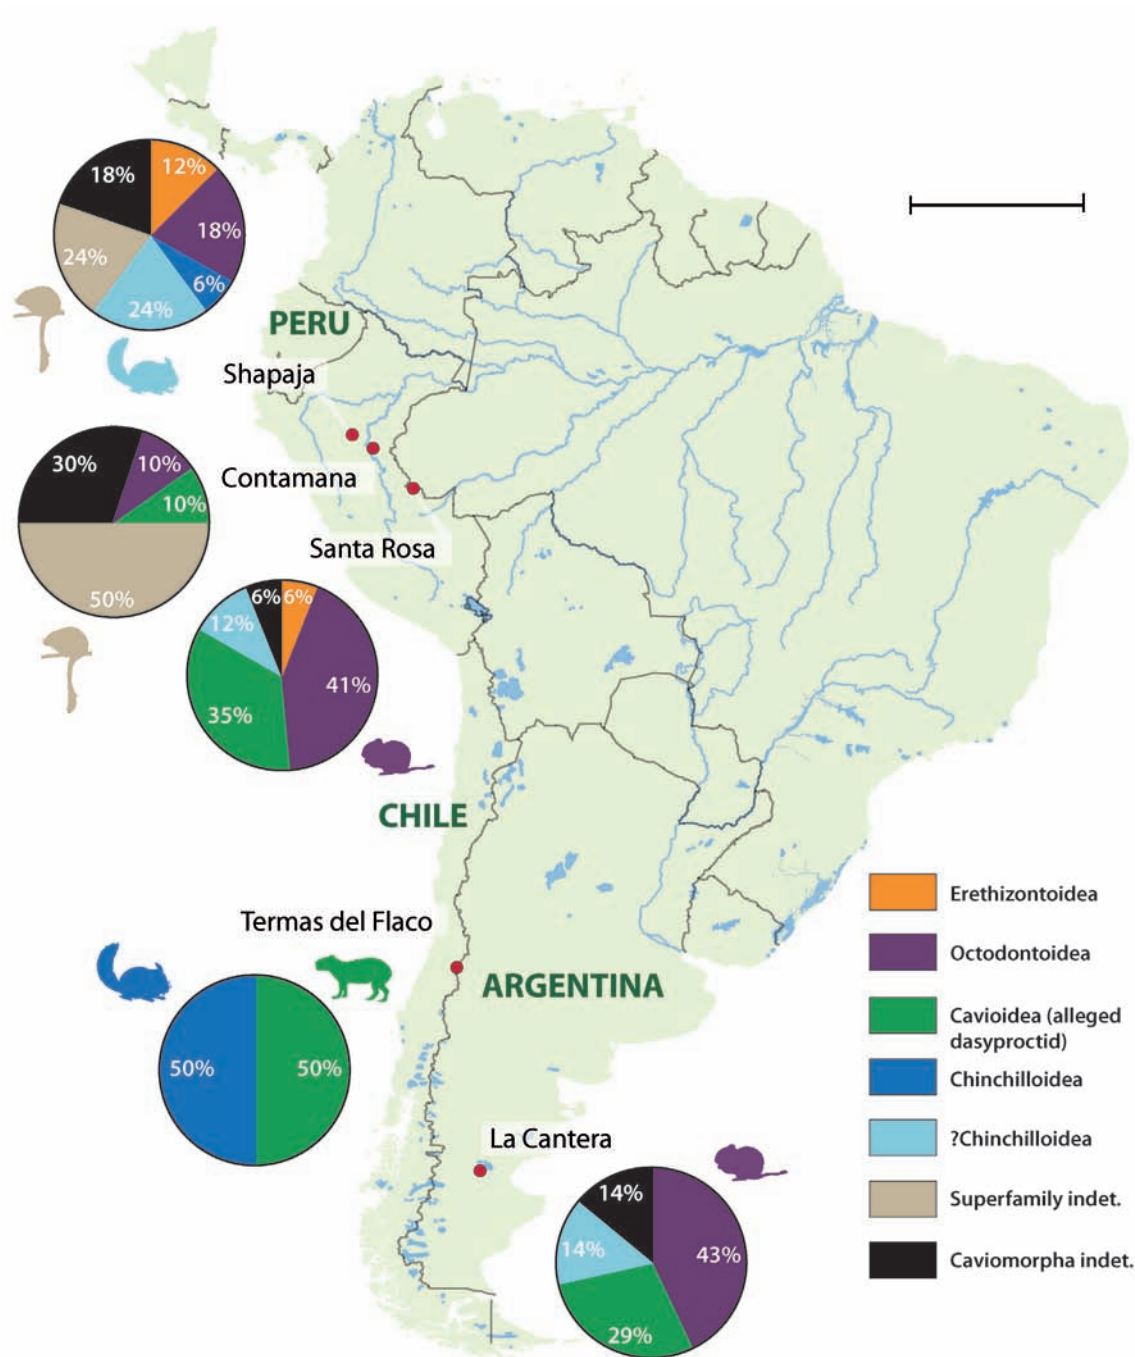 12%
18%
18%
24%
6%
24%
PERU
Shapaja
30%
10%
10%
50%
Contamana
Santa Rosa
6%
6%
12%
41%
35%
CHILE
Termas del Flaco
ARGENTINA
50%
50%
La Cantera
14%
14%
43%
29%
Erethizontoidea
Octodontoidea
Cavioidea (alleged
dasyproctid)
Chinchilloidea
?Chinchilloidea
Superfamily indet.
Caviomorpha indet.